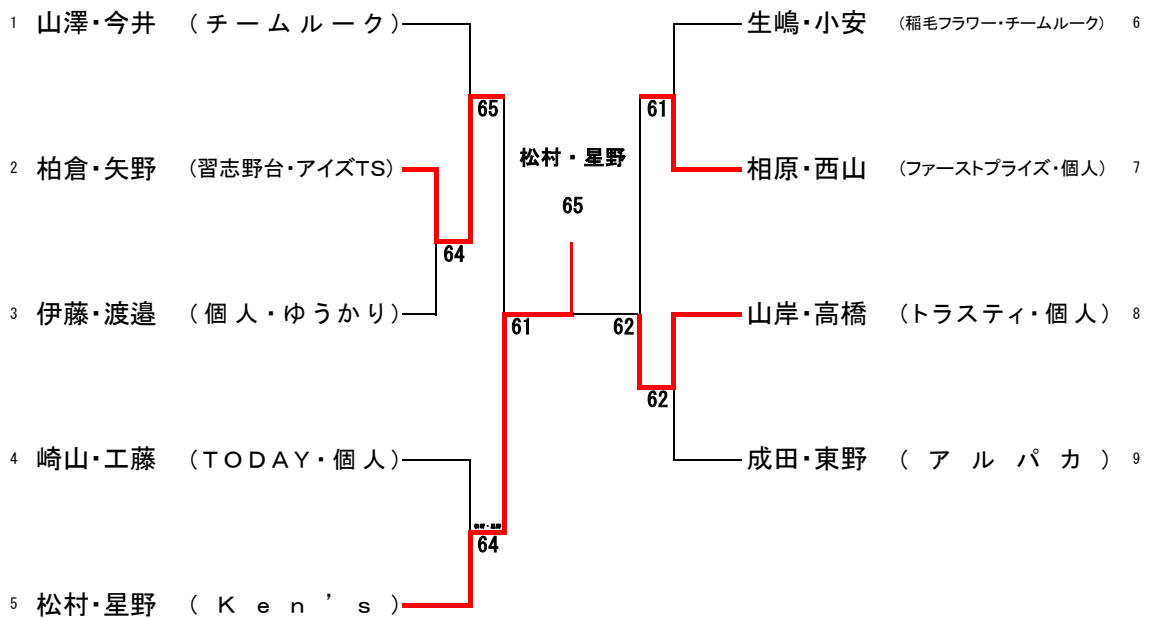 1 山澤・今井 (チームルーク)
65
2 柏倉・矢野 (習志野台・アイズTS)
64
3 伊藤・渡邉 (個人・ゆうかり)
61
4 崎山・工藤 (TODAY・個人)
松村・星野
64
5 松村・星野 (Ken's)
松村・星野
65
生嶋・小安 (稲毛フラワー・チームルーク) 6
61
相原・西山 (ファーストプライズ・個人) 7
62
山岸・高橋 (トラスティ・個人) 8
62
成田・東野 (アルパカ) 9